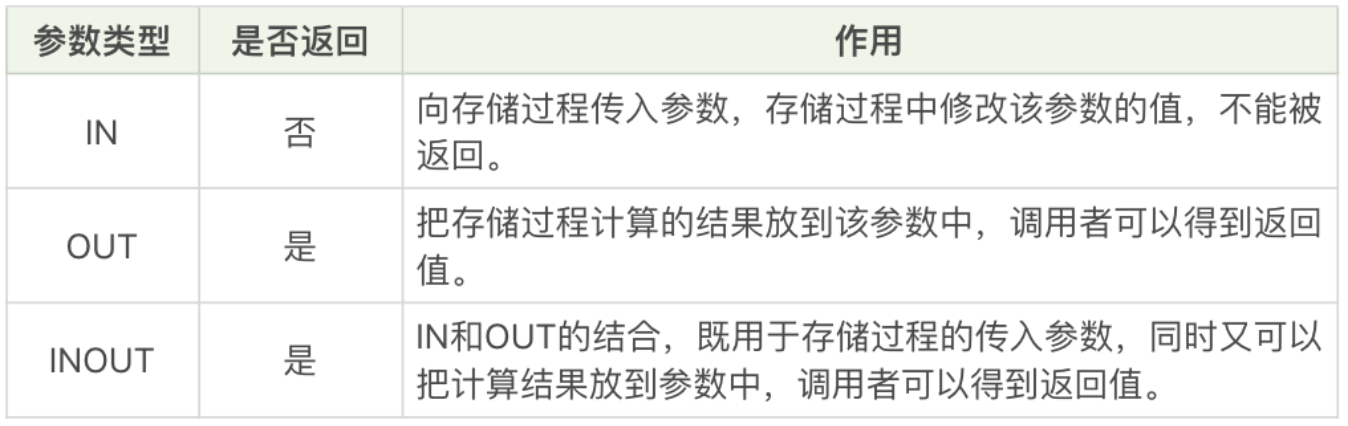 参数类型 是否返回 作用
向存储过程传入参数，存储过程中修改该参数的值，不能被
IN 否
返回。
把存储过程计算的结果放到该参数中，调用者可以得到返回
OUT 是
值。
IN和OUT的结合，既用于存储过程的传入参数，同时又可以
INOUT 是
把计算结果放到参数中，调用者可以得到返回值。